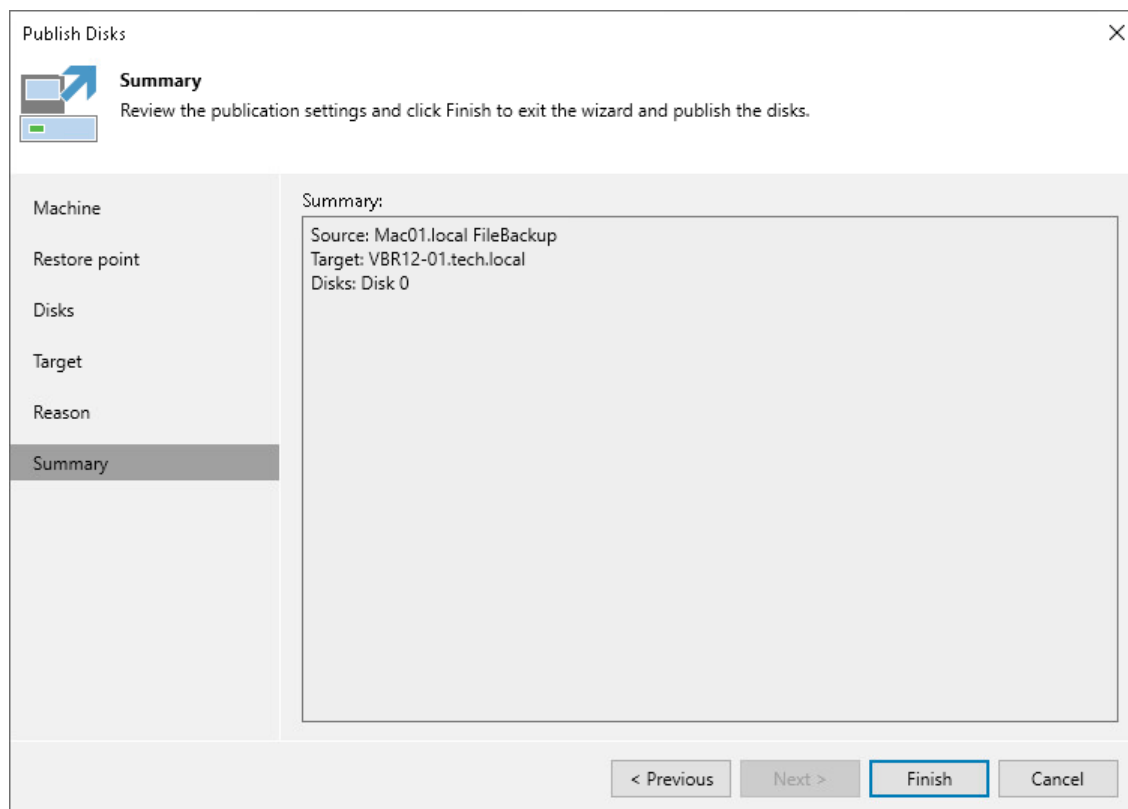 Publish Disks
Summary
Review the publication settings and click Finish to exit the wizard and publish the disks.
Machine
Restore point
Disks
Target
Reason
Summary
Summary:
Source: Mac01.local FileBackup
Target: VBR12-01.tech.local
Disks: Disk 0
< Previous
Next >
Finish
Cancel